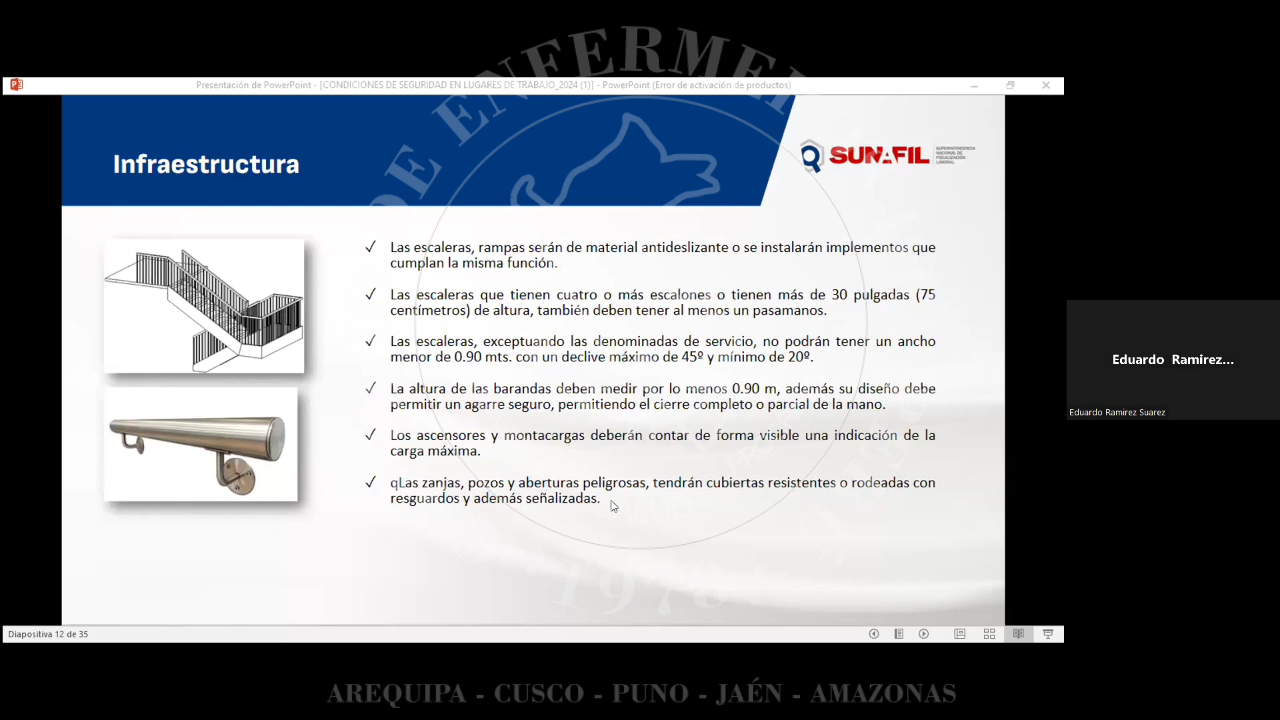 DE ENFERMER
Presentación de PowerPoint - [CONDICIONES DE SEGURIDAD EN LUGARES DE TRABAJO_2024 (1)] - PowerPoint (Error de activación de productos)
Infraestructura
SUNAFIL
SUPERINTENDENCIA
NACIONAL DE
FISCALIZACIÓN
LABORAL
✓ Las escaleras, rampas serán de material antideslizante o se instalarán implementos que
cumplan la misma función.
✓ Las escaleras que tienen cuatro o más escalones o tienen más de 30 pulgadas (75
centímetros) de altura, también deben tener al menos un pasamanos.
✓ Las escaleras, exceptuando las denominadas de servicio, no podrán tener un ancho
menor de 0.90 mts. con un declive máximo de 45º y mínimo de 20º.
✓ La altura de las barandas deben medir por lo menos 0.90 m, además su diseño debe
permitir un agarre seguro, permitiendo el cierre completo o parcial de la mano.
✓ Los ascensores y montacargas deberán contar de forma visible una indicación de la
carga máxima.
✓ qLas zanjas, pozos y aberturas peligrosas, tendrán cubiertas resistentes o rodeadas con
resguardos y además señalizadas.
Eduardo Ramirez...
Eduardo Ramirez Suarez
1978
Diapositiva 12 de 35
AREQUIPA - CUSCO - PUNO - JAÉN - AMAZONAS